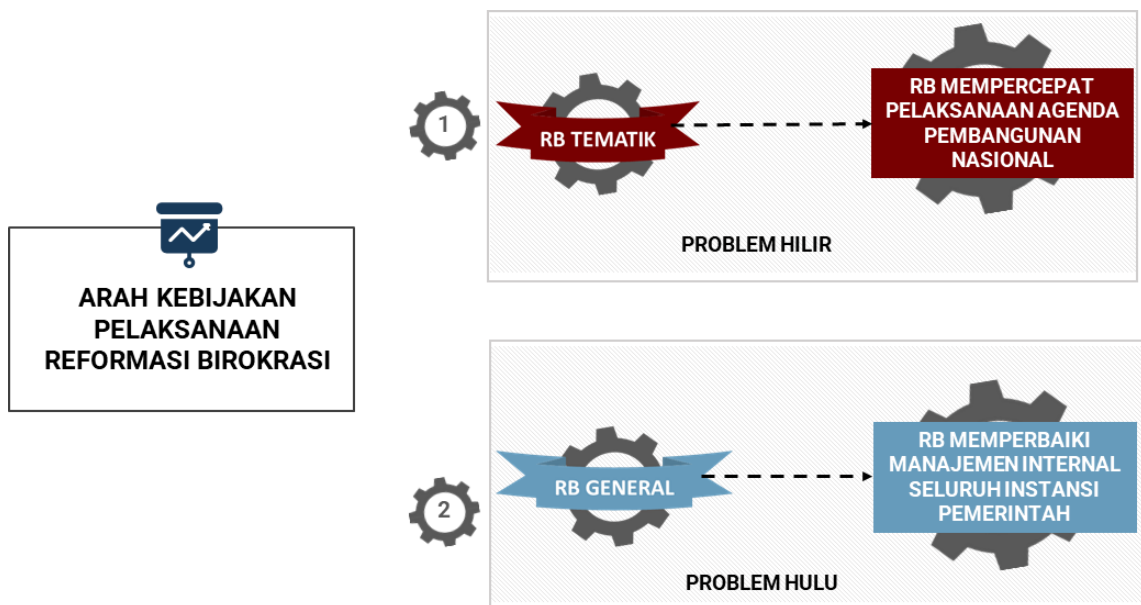 ARAH KEBIJAKAN
PELAKSANAAN
REFORMASI BIROKRASI
1
RB TEMATIK
RB MEMPERCEPAT
PELAKSANAAN AGENDA
PEMBANGUNAN
NASIONAL
PROBLEM HILIR
2
RB GENERAL
RB MEMPERBAIKI
MANAJEMEN INTERNAL
SELURUH INSTANSI
PEMERINTAH
PROBLEM HULU